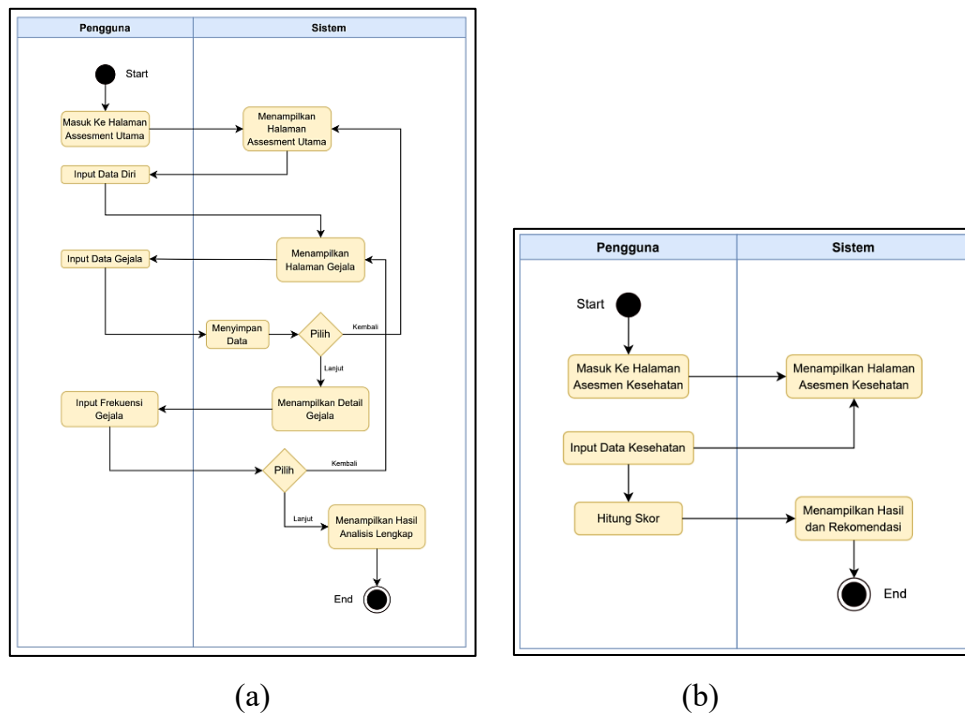 Pengguna
Sistem
Start
Masuk Ke Halaman
Assesment Utama
Menampilkan
Halaman
Assesment Utama
Input Data Diri
Menampilkan
Halaman Gejala
Input Data Gejala
Menyimpan
Data
Pilih
Kembali
Lanjut
Menampilkan Detail
Gejala
Input Frekuensi
Gejala
Pilih
Kembali
Lanjut
Menampilkan Hasil
Analisis Lengkap
End
(a)
Pengguna
Sistem
Start
Masuk Ke Halaman
Asesmen Kesehatan
Menampilkan Halaman
Asesmen Kesehatan
Input Data Kesehatan
Hitung Skor
Menampilkan Hasil
dan Rekomendasi
End
(b)